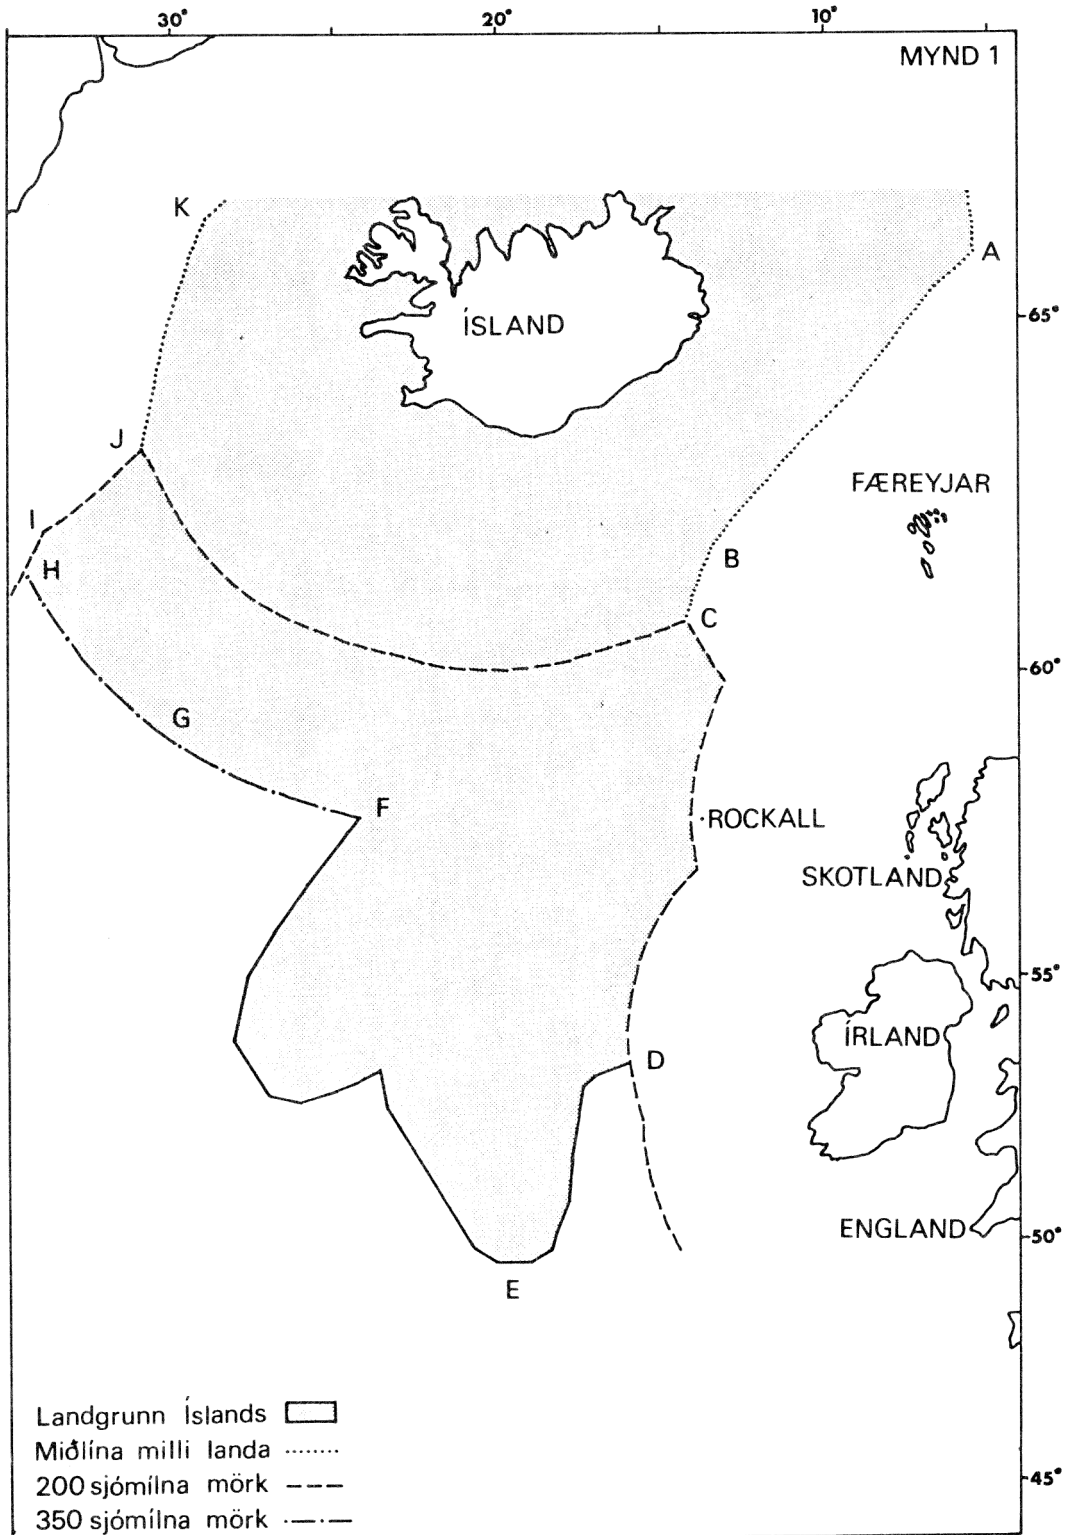 30° 20° 10°
MYND 1
K
A
ÍSLAND
65°
J
FÆREYJAR
I
B
H
C
60°
G
F
ROCKALL
SKOTLAND
55°
ÍRLAND
D
ENGLAND
50°
E
Landgrunn Íslands
Miðlína milli landa
200 sjómílna mörk
350 sjómílna mörk
45°